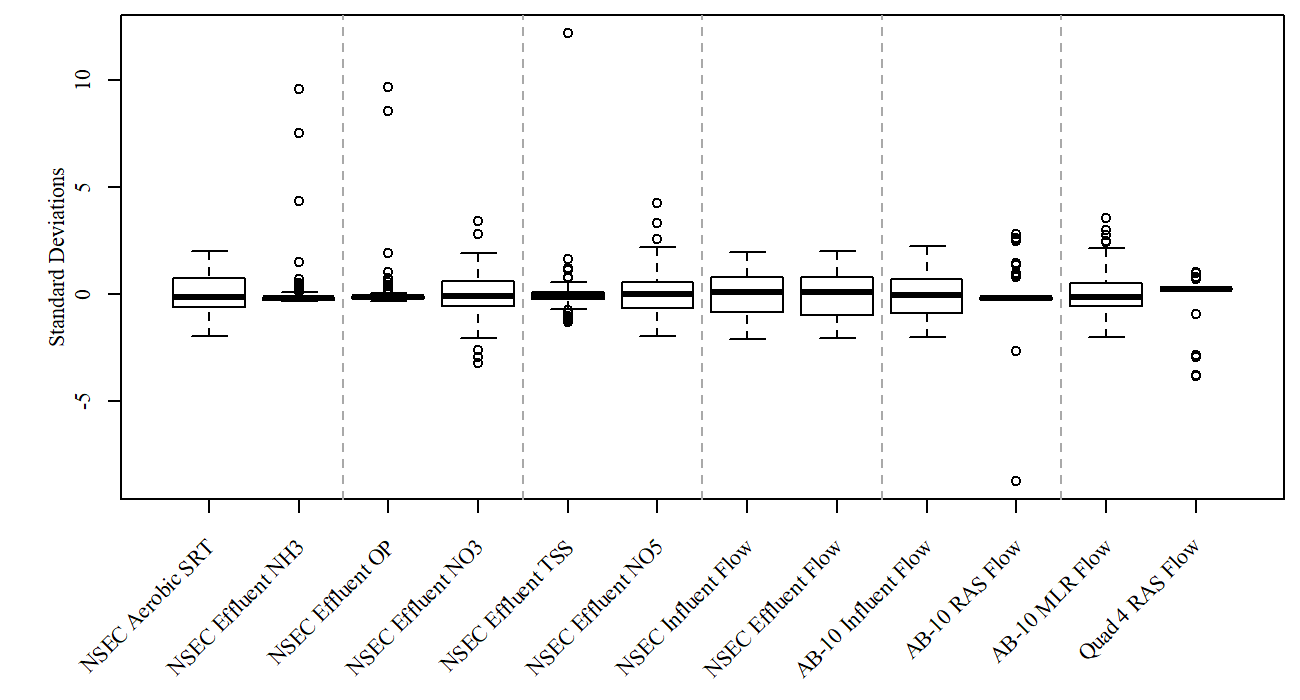 Standard Deviations
10
5
0
-5
NSEC Aerobic SRT
NSEC Effluent NH3
NSEC Effluent OP
NSEC Effluent NO3
NSEC Effluent TSS
NSEC Effluent NO5
NSEC Influent Flow
NSEC Effluent Flow
AB-10 Influent Flow
AB-10 RAS Flow
AB-10 MLR Flow
Quad 4 RAS Flow